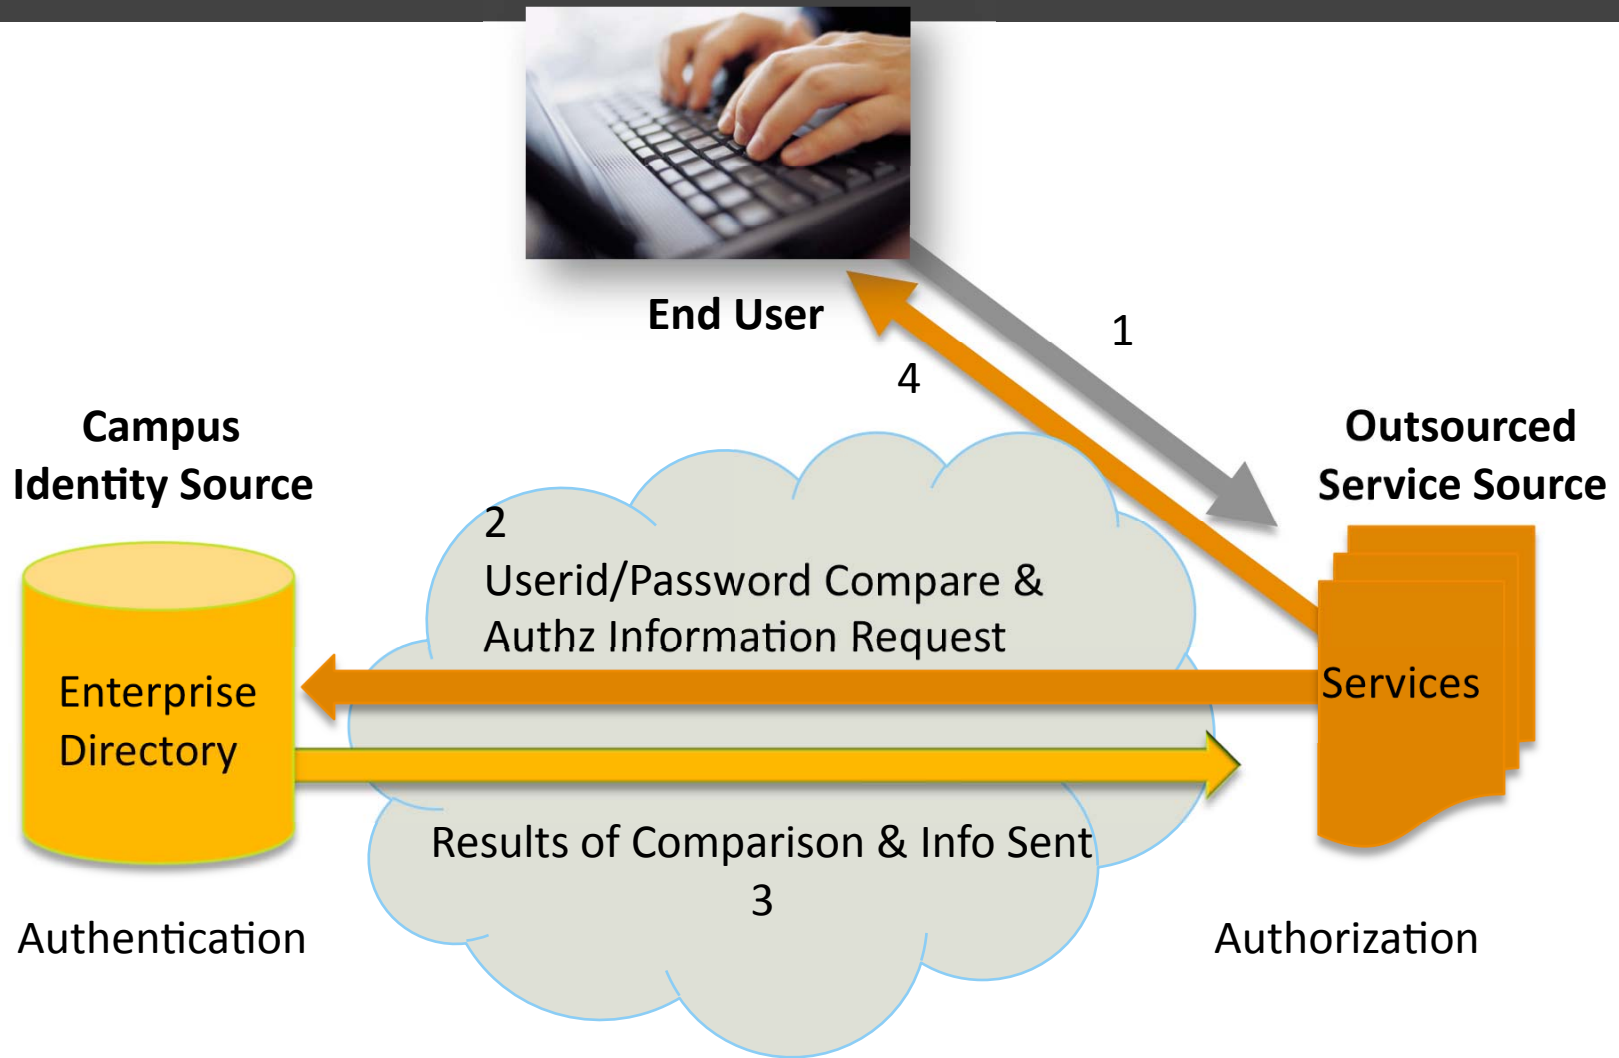 End User
1
4
Campus
Identity Source
Outsourced
Service Source
2
Userid/Password Compare &
Authz Information Request
Enterprise
Directory
Services
Results of Comparison & Info Sent
3
Authentication
Authorization